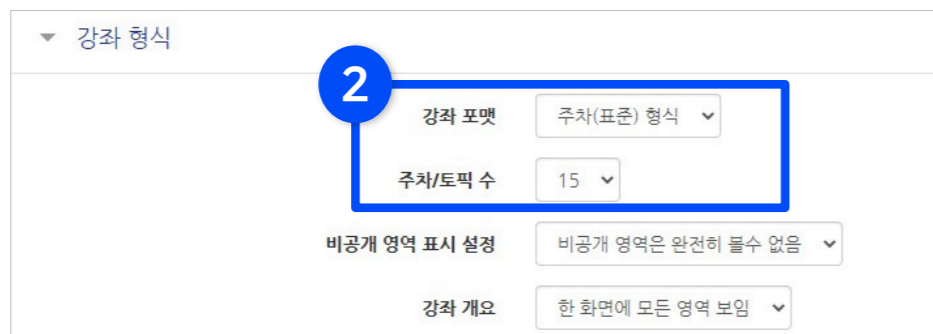 강좌 형식
2
강좌 포맷 주차(표준) 형식
주차/토픽 수 15
비공개 영역 표시 설정 비공개 영역은 완전히 볼수 없음
강좌 개요 한 화면에 모든 영역 보임